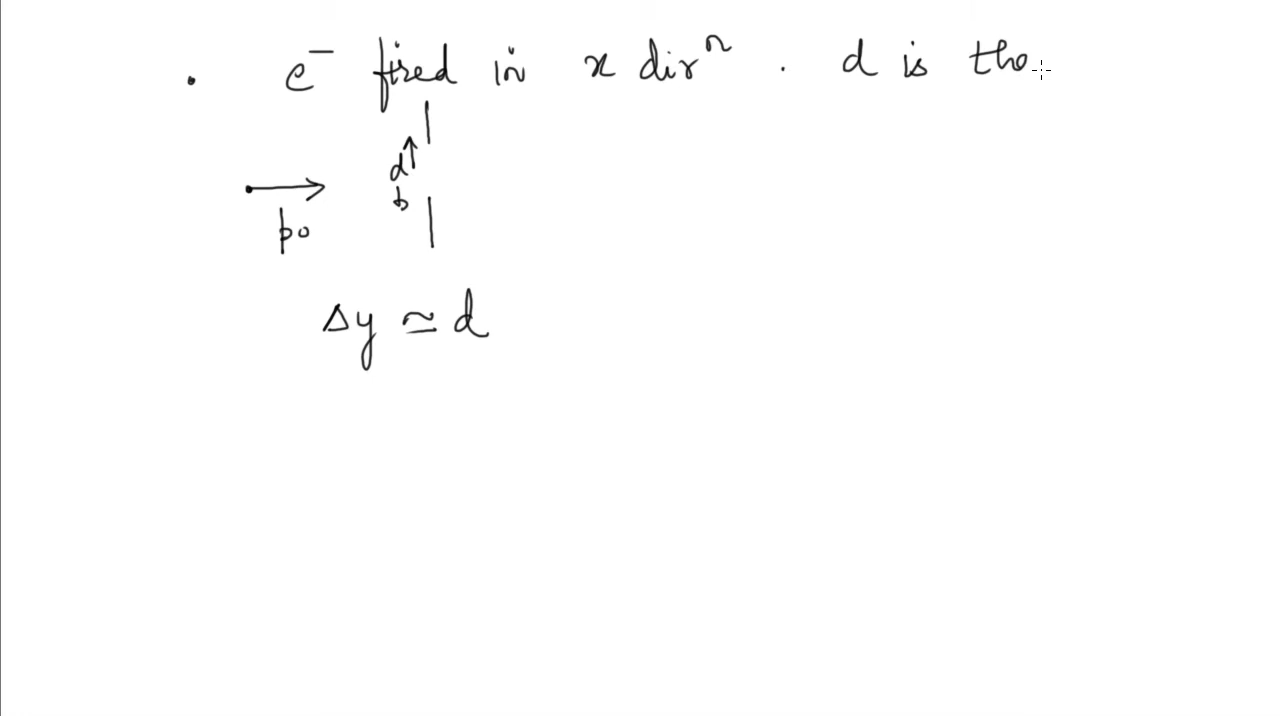 . e⁻ fired in x dirⁿ . d is the
d
p₀
Δy ≃ d